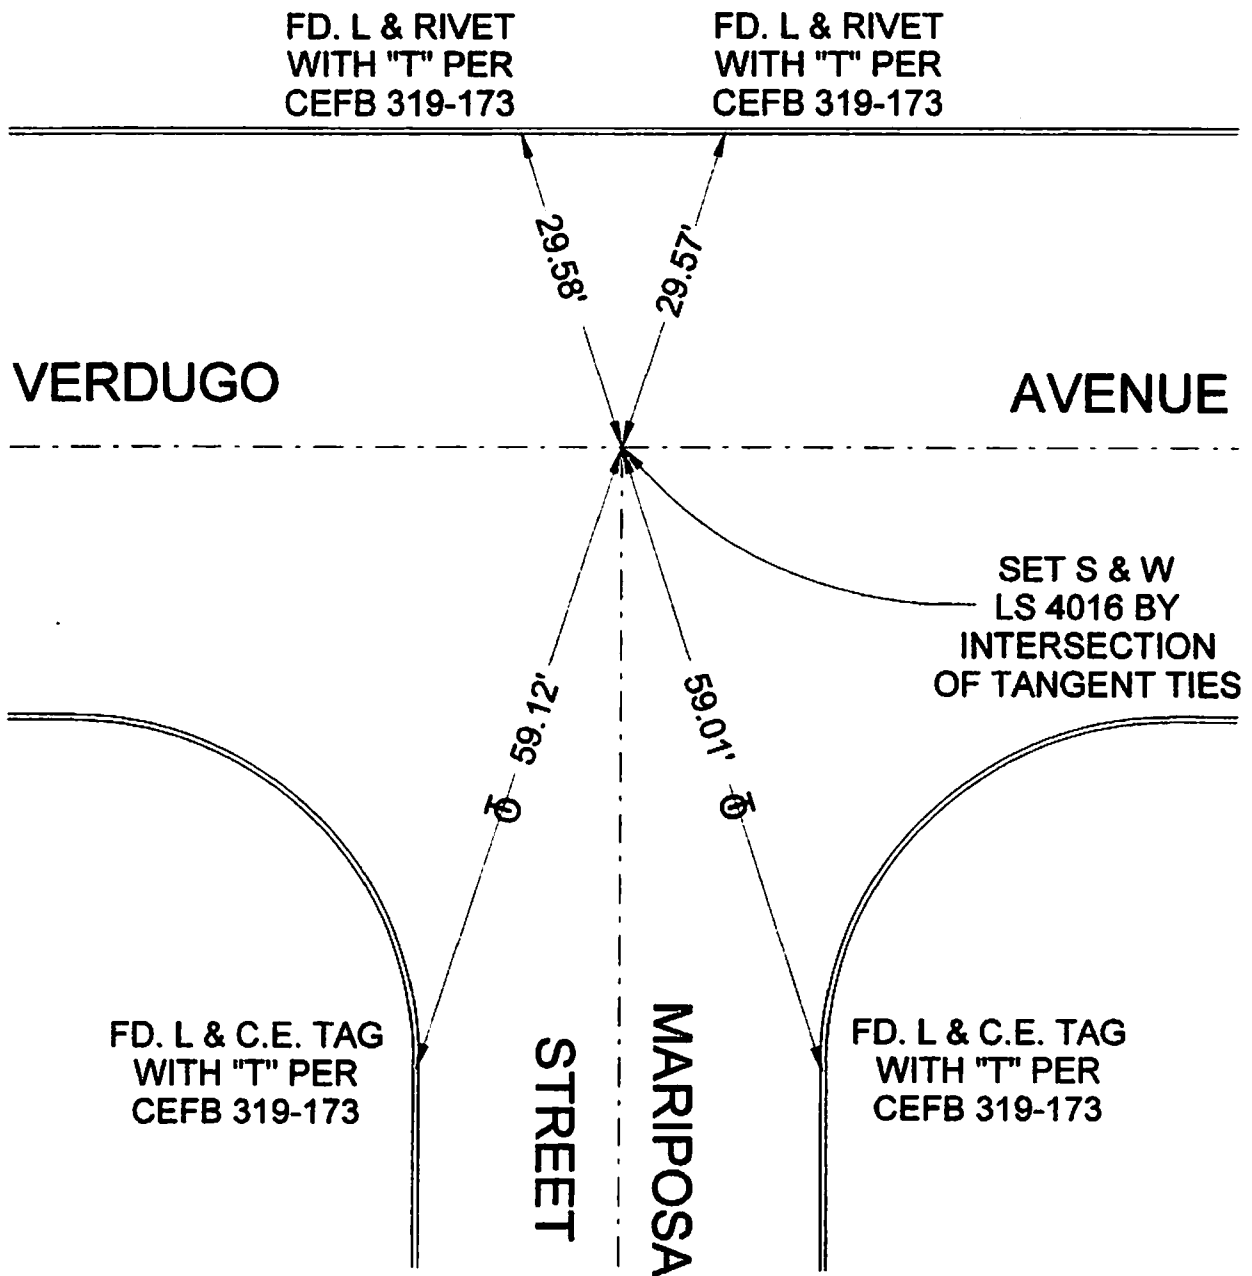 FD. L & RIVET
WITH "T" PER
CEFB 319-173
FD. L & RIVET
WITH "T" PER
CEFB 319-173
29.58'
29.57'
VERDUGO
AVENUE
SET S & W
LS 4016 BY
INTERSECTION
OF TANGENT TIES
59.12'
59.01'
FD. L & C.E. TAG
WITH "T" PER
CEFB 319-173
STREET
MARIPOSA
FD. L & C.E. TAG
WITH "T" PER
CEFB 319-173